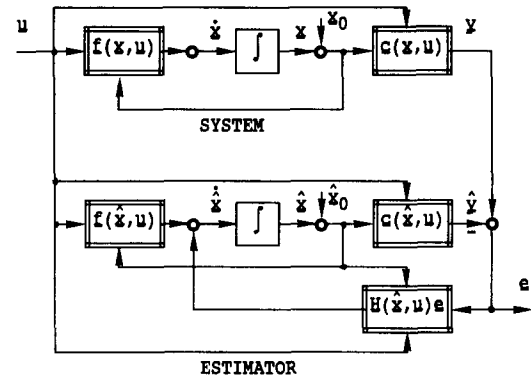 u
f(x,u)
ẋ
∫
x
x₀
c(x,u)
y
SYSTEM
f(x̂,u)
x̂̇
∫
x̂
x̂₀
c(x̂,u)
ŷ
-
H(x̂,u)e
e
ESTIMATOR